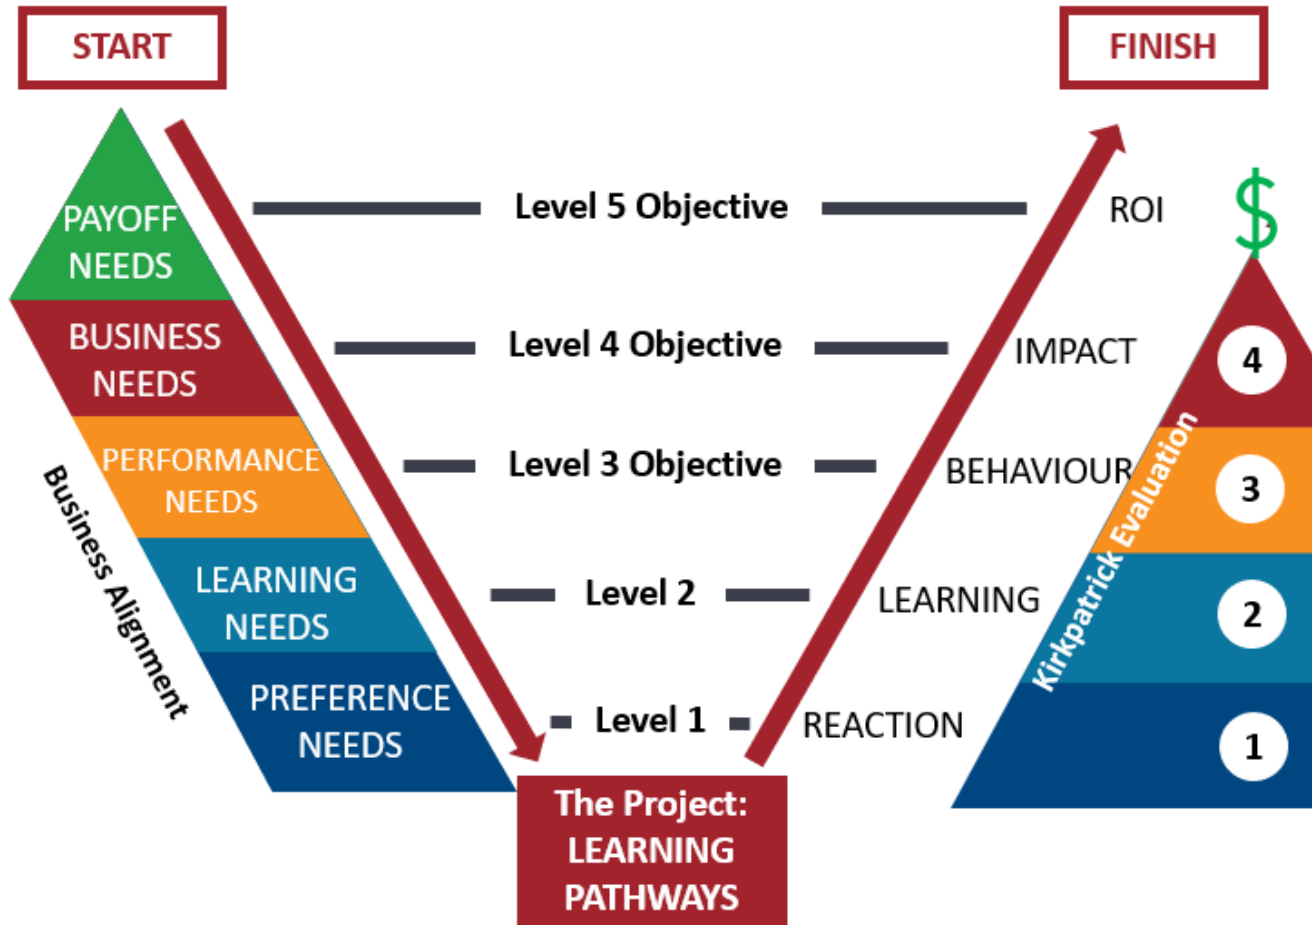 START
FINISH
PAYOFF
NEEDS
Level 5 Objective
ROI
$
BUSINESS
NEEDS
Level 4 Objective
IMPACT
4
PERFORMANCE
NEEDS
Level 3 Objective
BEHAVIOUR
3
Business Alignment
Kirkpatrick Evaluation
LEARNING
NEEDS
Level 2
LEARNING
2
PREFERENCE
NEEDS
Level 1
REACTION
1
The Project:
LEARNING
PATHWAYS